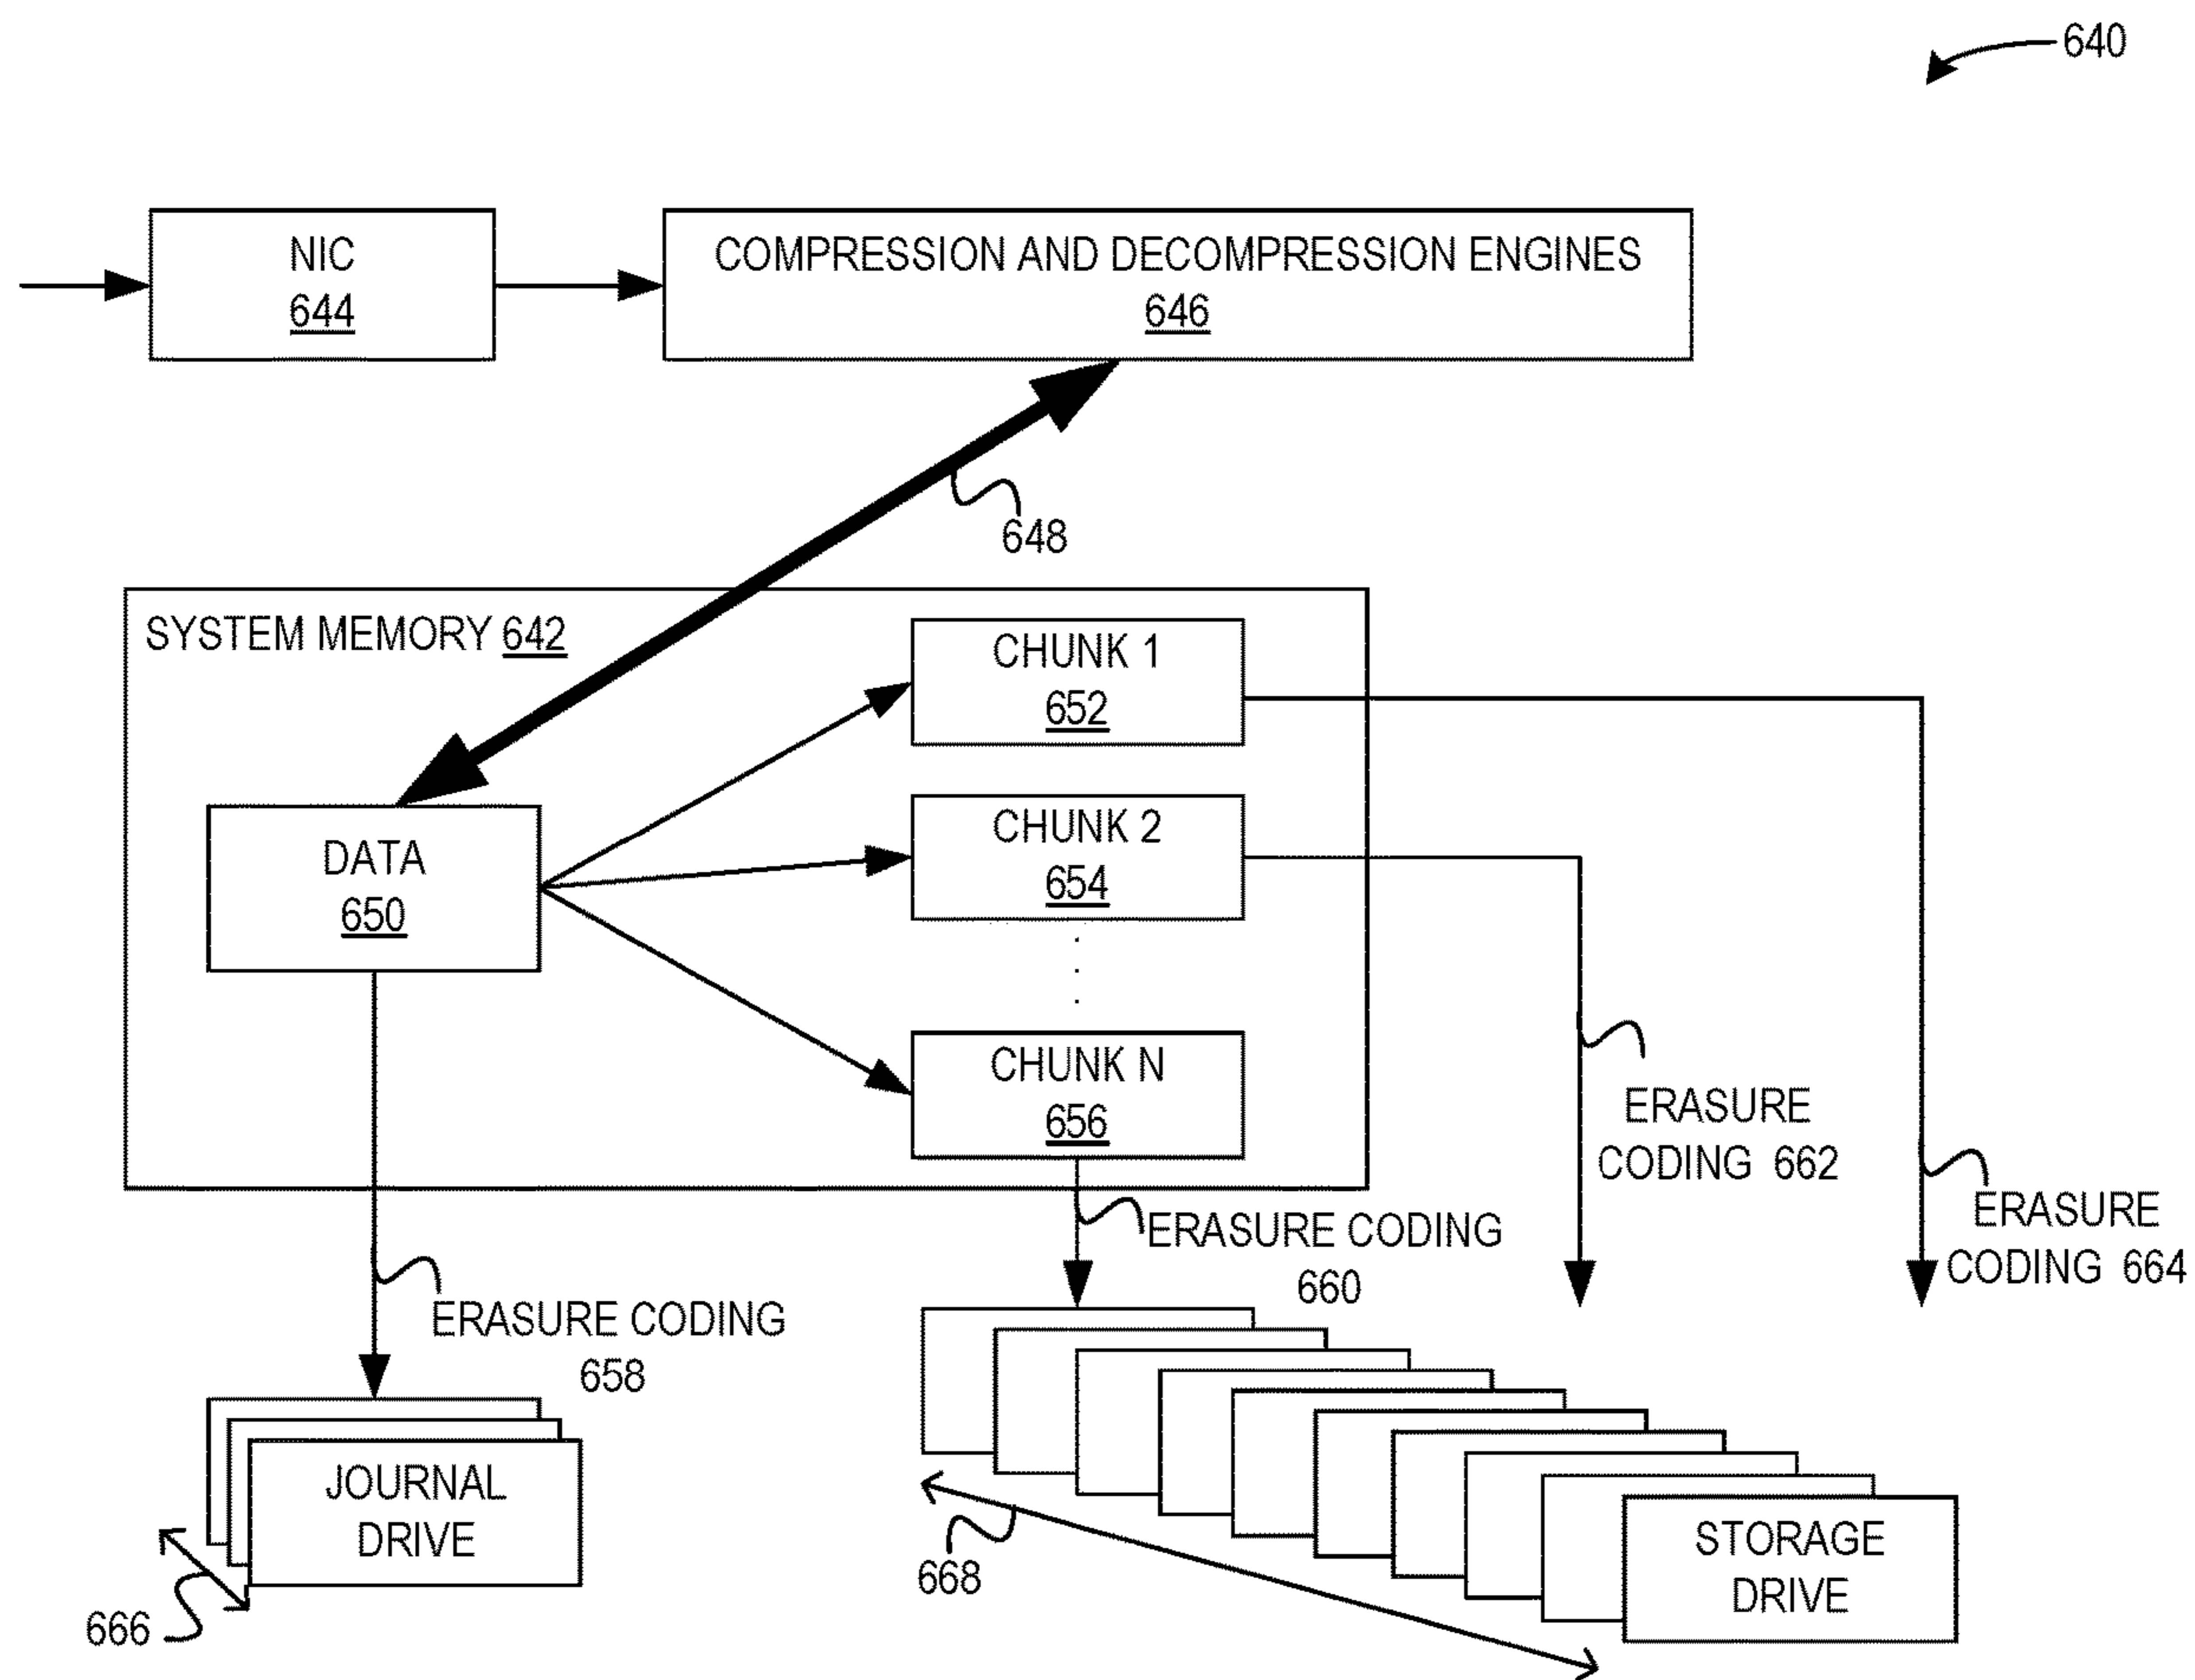 640
NIC
644
COMPRESSION AND DECOMPRESSION ENGINES
646
648
SYSTEM MEMORY 642
CHUNK 1
652
CHUNK 2
654
DATA
650
CHUNK N
656
ERASURE
CODING 662
ERASURE
CODING 664
ERASURE CODING
660
ERASURE CODING
658
JOURNAL
DRIVE
666
668
STORAGE
DRIVE